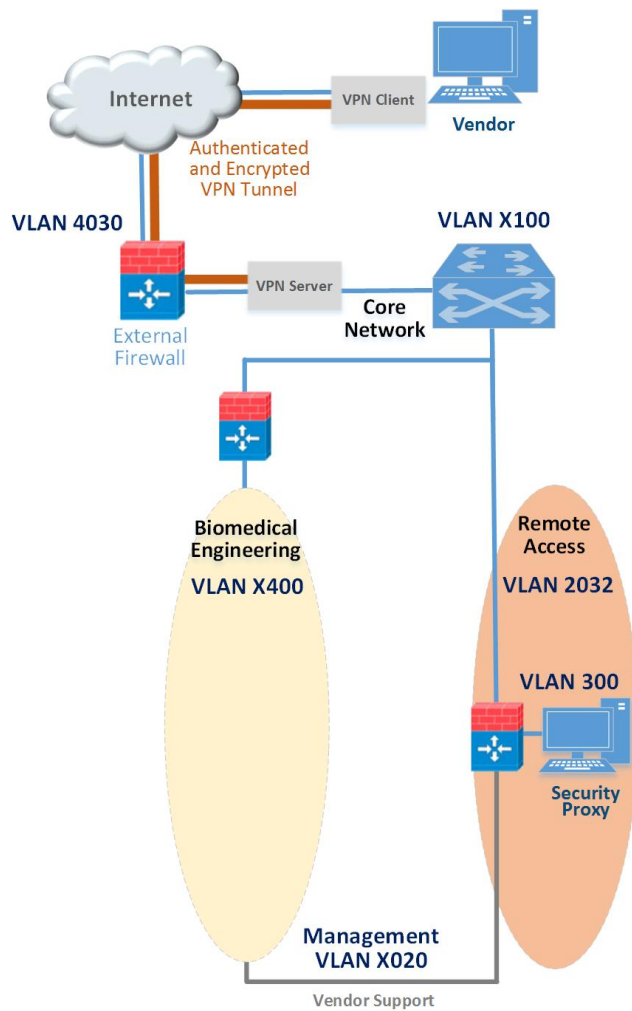 Internet
VPN Client
Vendor
Authenticated
and Encrypted
VPN Tunnel
VLAN 4030
VLAN X100
VPN Server
Core
Network
External
Firewall
Biomedical
Engineering
VLAN X400
Remote
Access
VLAN 2032
VLAN 300
Security
Proxy
Management
VLAN X020
Vendor Support